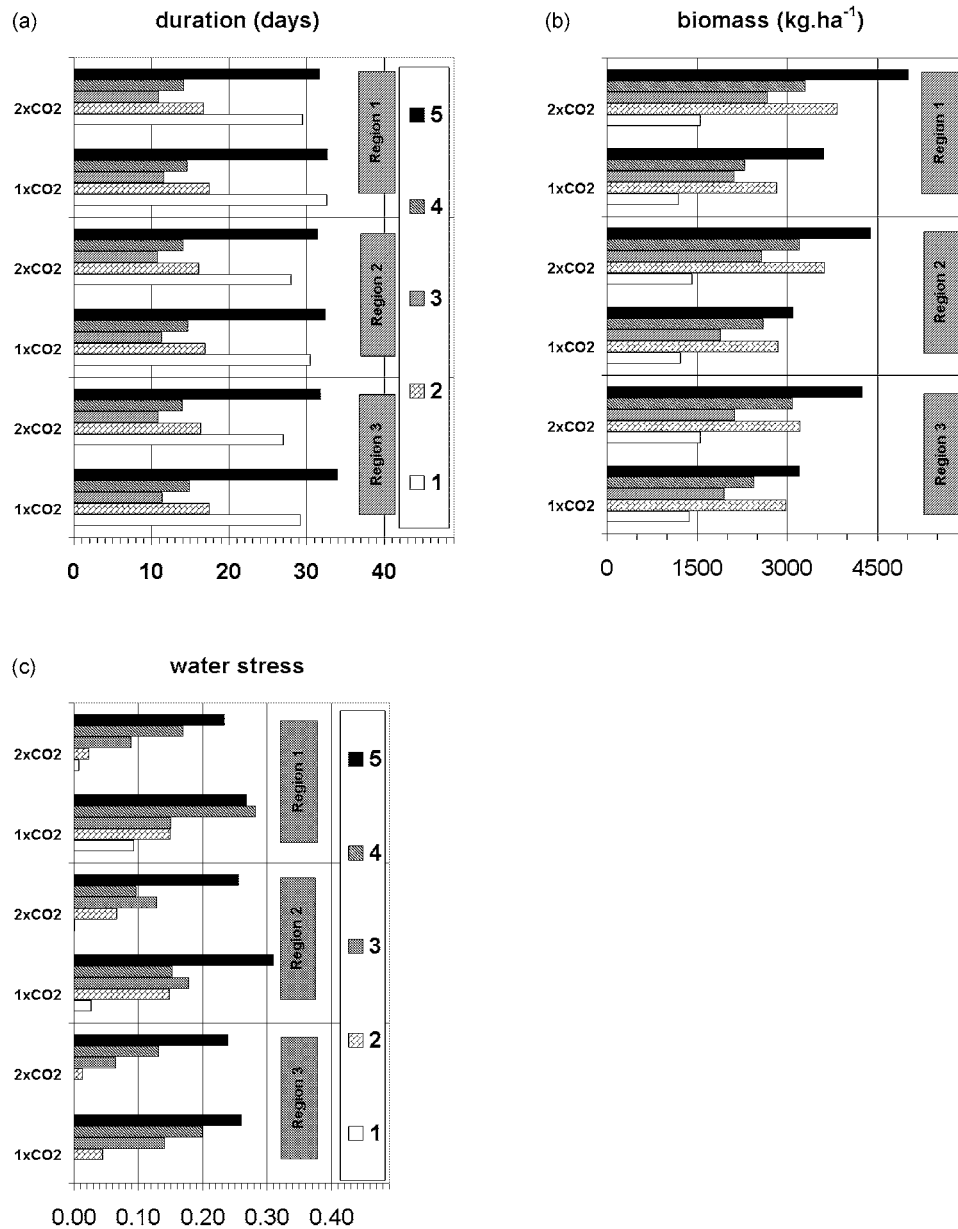 (a) duration (days)
2xCO2
1xCO2
Region 1
2xCO2
1xCO2
Region 2
2xCO2
1xCO2
Region 3
5
4
3
2
1
0 10 20 30 40
(b) biomass (kg.ha⁻¹)
2xCO2
1xCO2
Region 1
2xCO2
1xCO2
Region 2
2xCO2
1xCO2
Region 3
0 1500 3000 4500
(c) water stress
2xCO2
1xCO2
Region 1
2xCO2
1xCO2
Region 2
2xCO2
1xCO2
Region 3
5
4
3
2
1
0.00 0.10 0.20 0.30 0.40